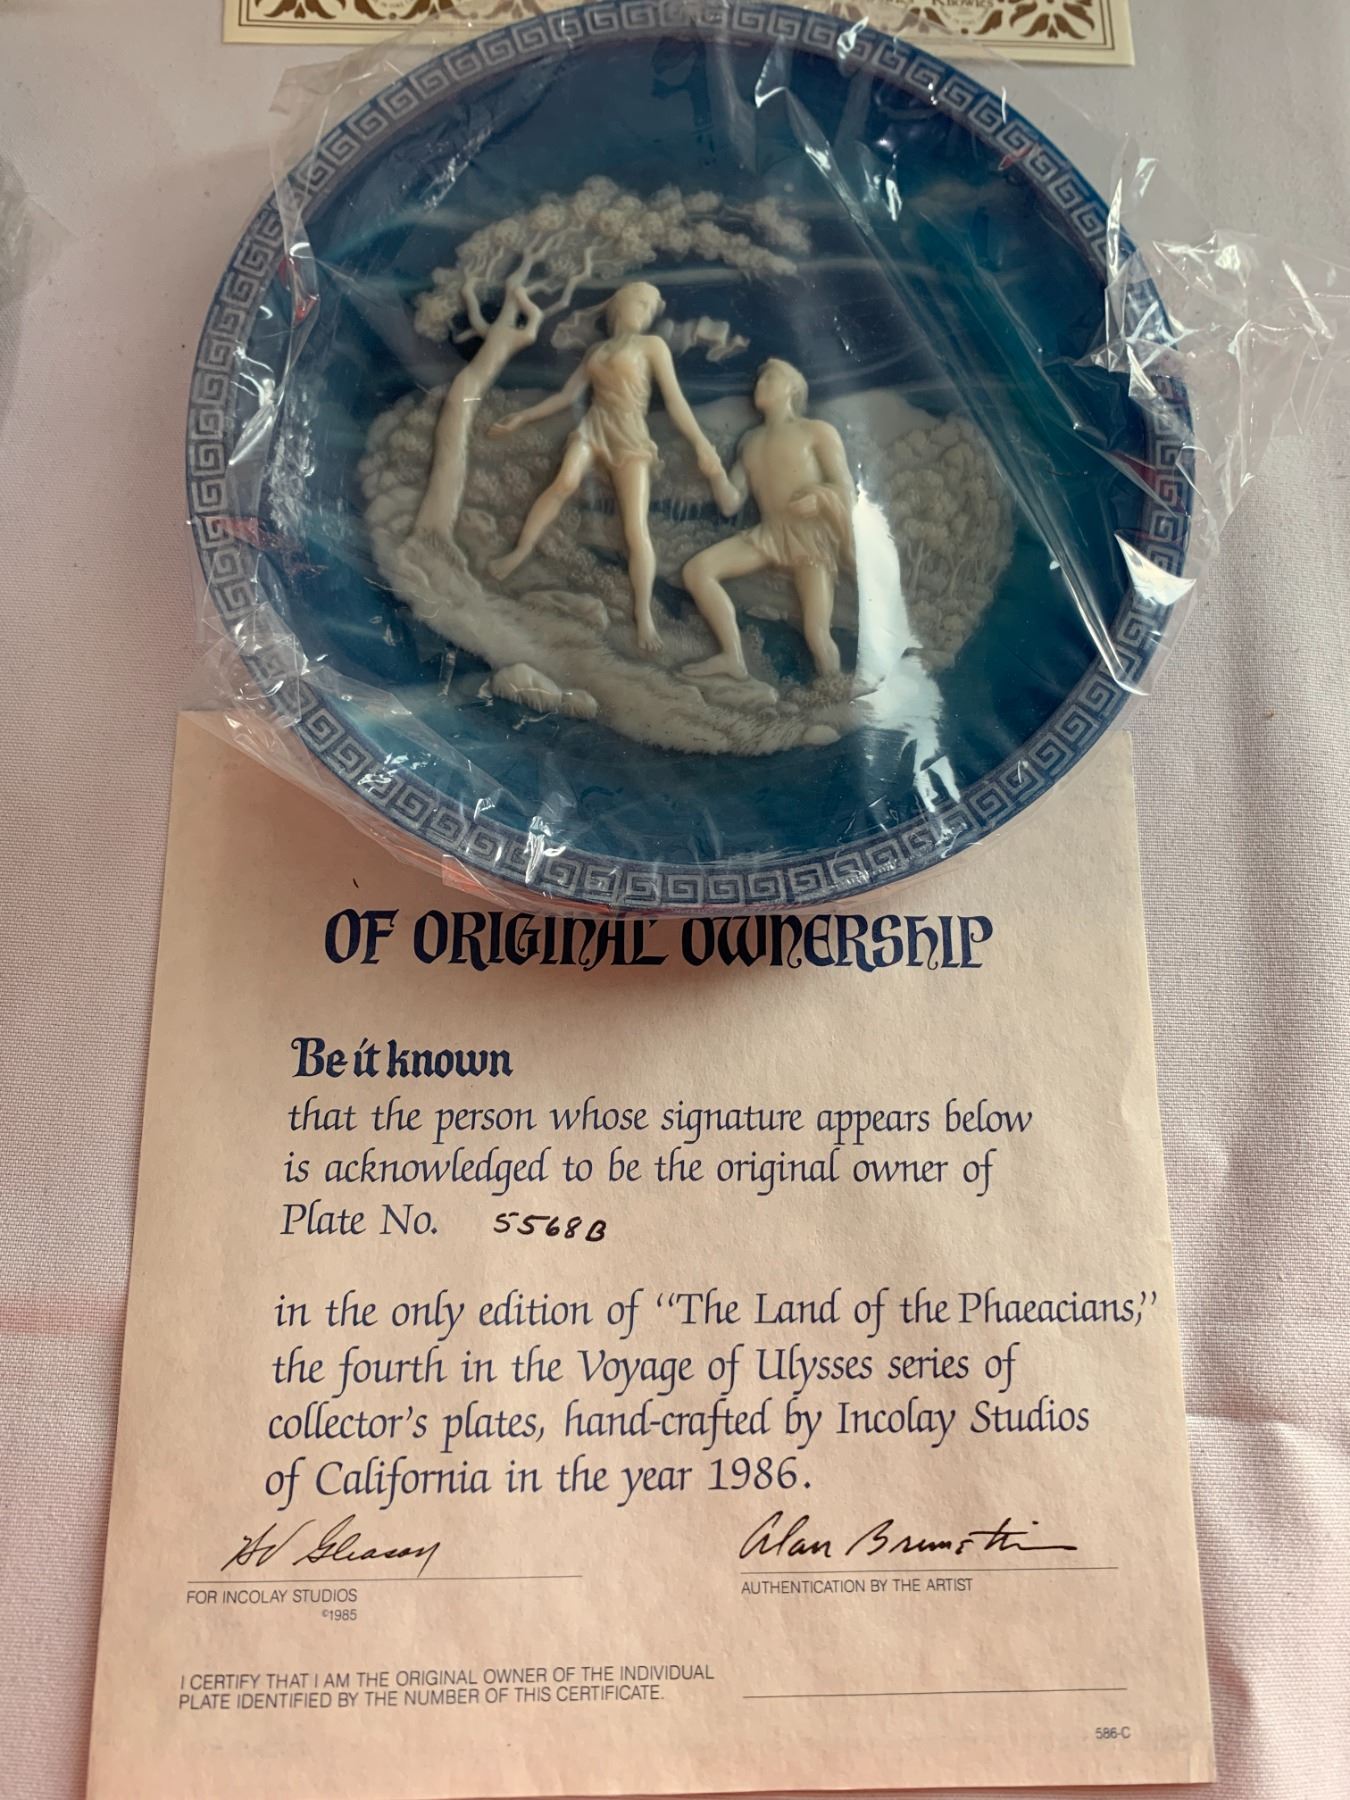 Knowles
OF ORIGINAL OWNERSHIP
Be it known
that the person whose signature appears below
is acknowledged to be the original owner of
Plate No. 5568B
in the only edition of “The Land of the Phaeacians,”
the fourth in the Voyage of Ulysses series of
collector's plates, hand-crafted by Incolay Studios
of California in the year 1986.
Gleason Alan Brunettin
FOR INCOLAY STUDIOS AUTHENTICATION BY THE ARTIST
©1985
I CERTIFY THAT I AM THE ORIGINAL OWNER OF THE INDIVIDUAL
PLATE IDENTIFIED BY THE NUMBER OF THIS CERTIFICATE.
586-C